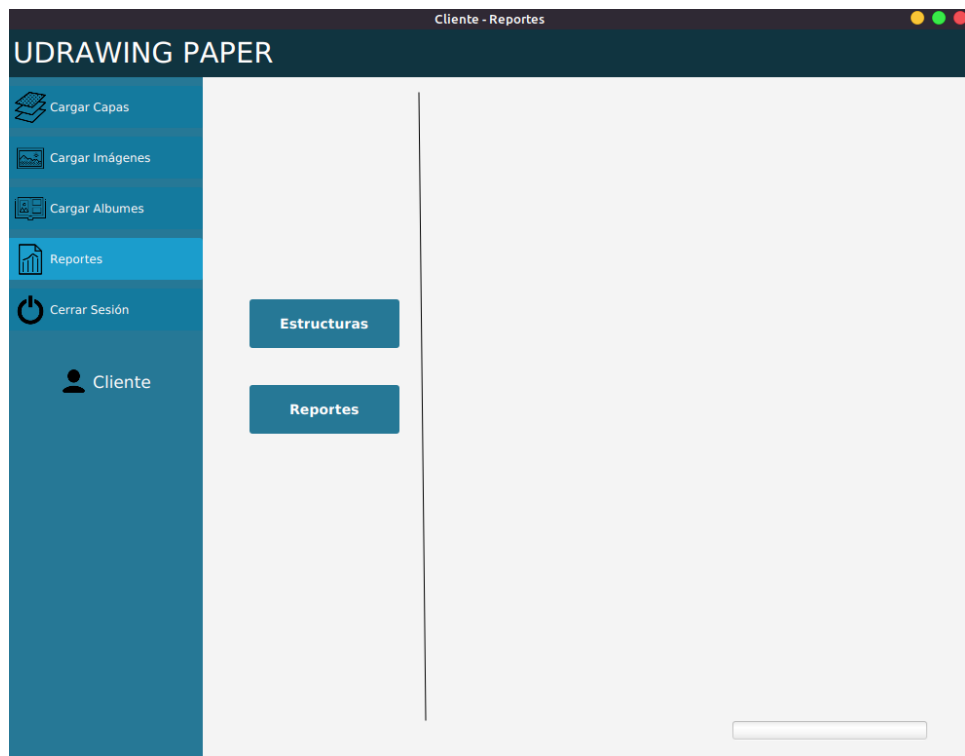 Cliente - Reportes
UDRAWING PAPER
Cargar Capas
Cargar Imágenes
Cargar Albumes
Reportes
Cerrar Sesión
Cliente
Estructuras
Reportes